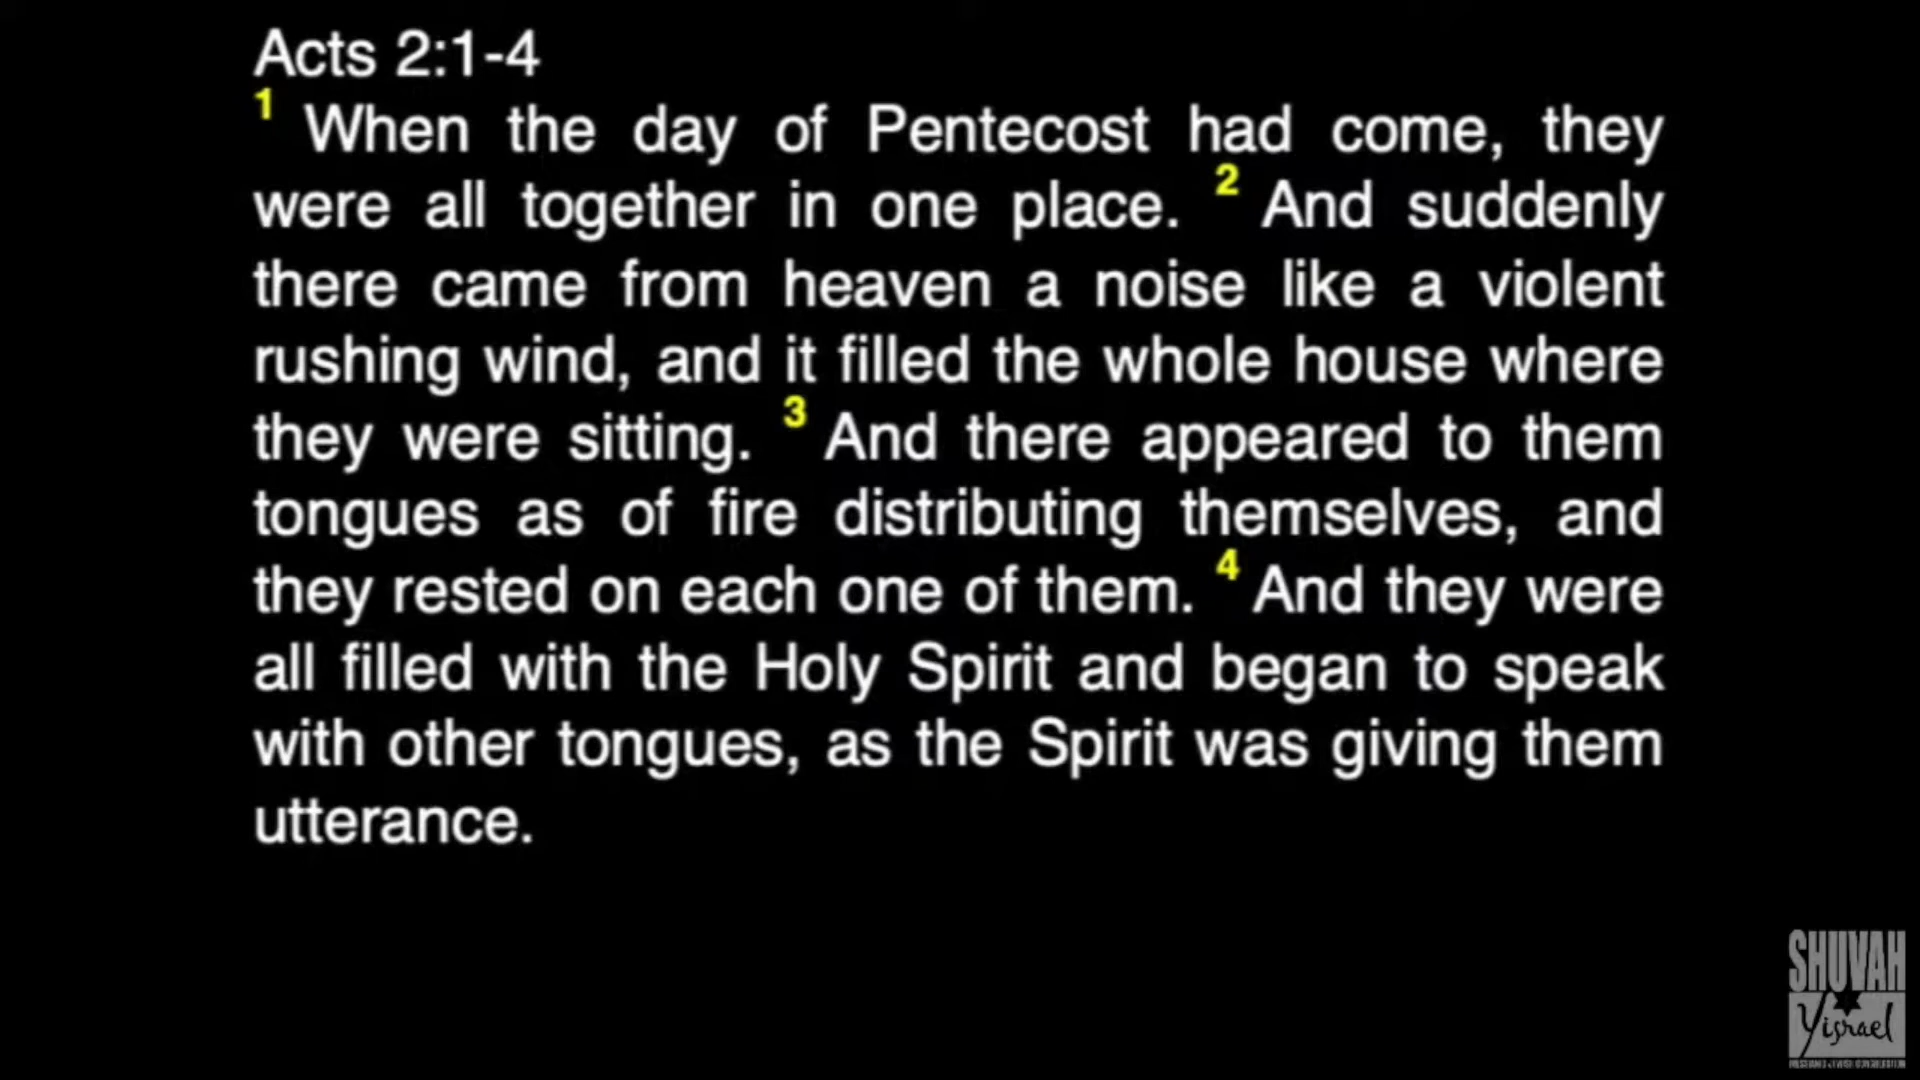 Acts 2:1-4
1 When the day of Pentecost had come, they
were all together in one place. 2 And suddenly
there came from heaven a noise like a violent
rushing wind, and it filled the whole house where
they were sitting. 3 And there appeared to them
tongues as of fire distributing themselves, and
they rested on each one of them. 4 And they were
all filled with the Holy Spirit and began to speak
with other tongues, as the Spirit was giving them
utterance.
SHUVAH
Yisrael